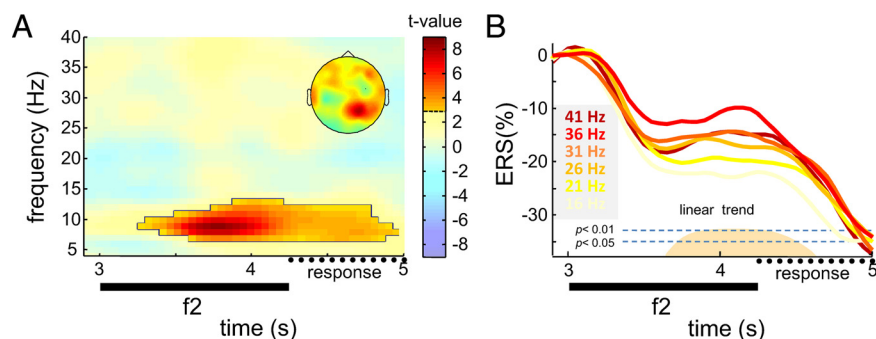 A
t-value
B
frequency (Hz)
40
35
30
25
20
15
10
5
8
6
4
2
0
-2
-4
-6
-8
3
4
5
response
f2
time (s)
ERS(%)
0
-10
-20
-30
41 Hz
36 Hz
31 Hz
26 Hz
21 Hz
16 Hz
linear trend
p< 0.01
p< 0.05
3
4
5
response
f2
time (s)